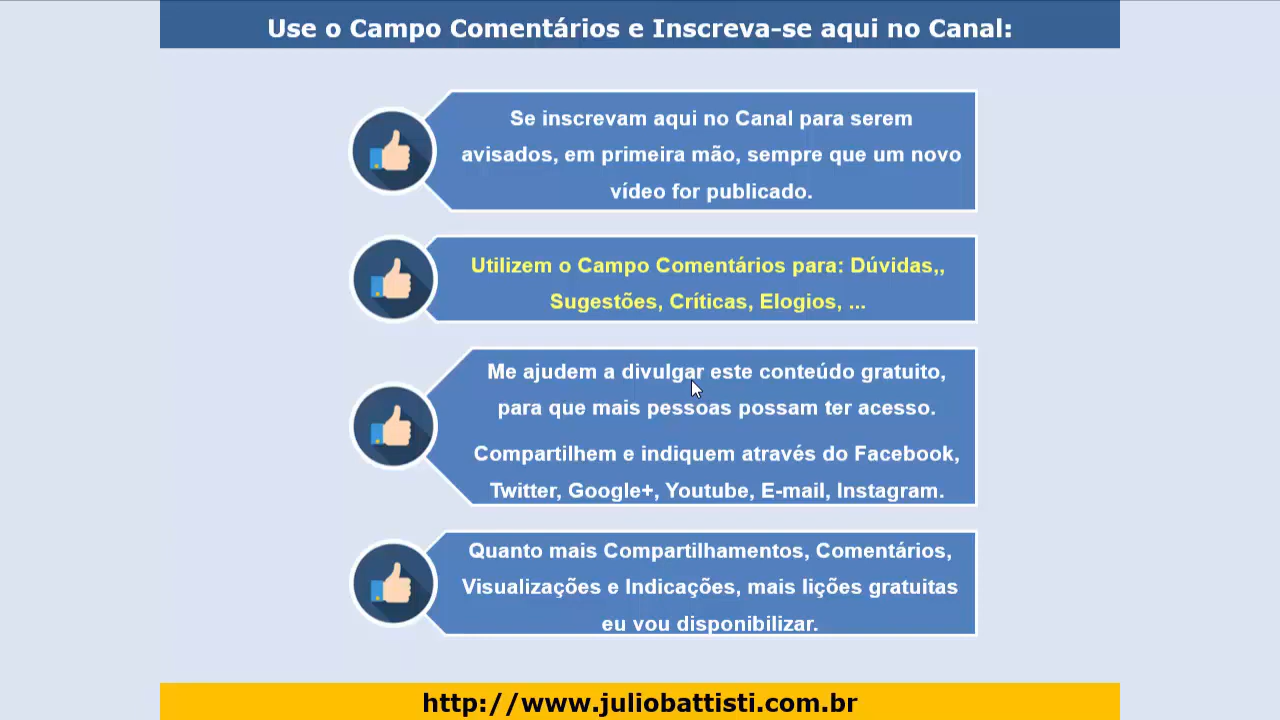 Use o Campo Comentários e Inscreva-se aqui no Canal:
Se inscrevam aqui no Canal para serem
avisados, em primeira mão, sempre que um novo
vídeo for publicado.
Utilizem o Campo Comentários para: Dúvidas,,
Sugestões, Críticas, Elogios, ...
Me ajudem a divulgar este conteúdo gratuito,
para que mais pessoas possam ter acesso.
Compartilhem e indiquem através do Facebook,
Twitter, Google+, Youtube, E-mail, Instagram.
Quanto mais Compartilhamentos, Comentários,
Visualizações e Indicações, mais lições gratuitas
eu vou disponibilizar.
http://www.juliobattisti.com.br